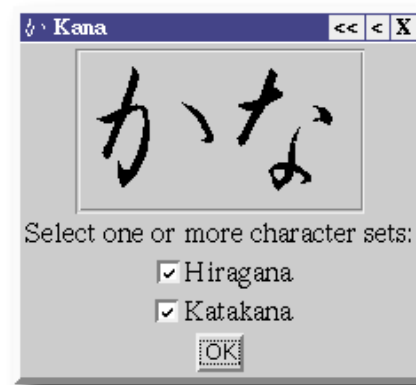 か Kana << < X
かな
Select one or more character sets:
Hiragana
Katakana
OK